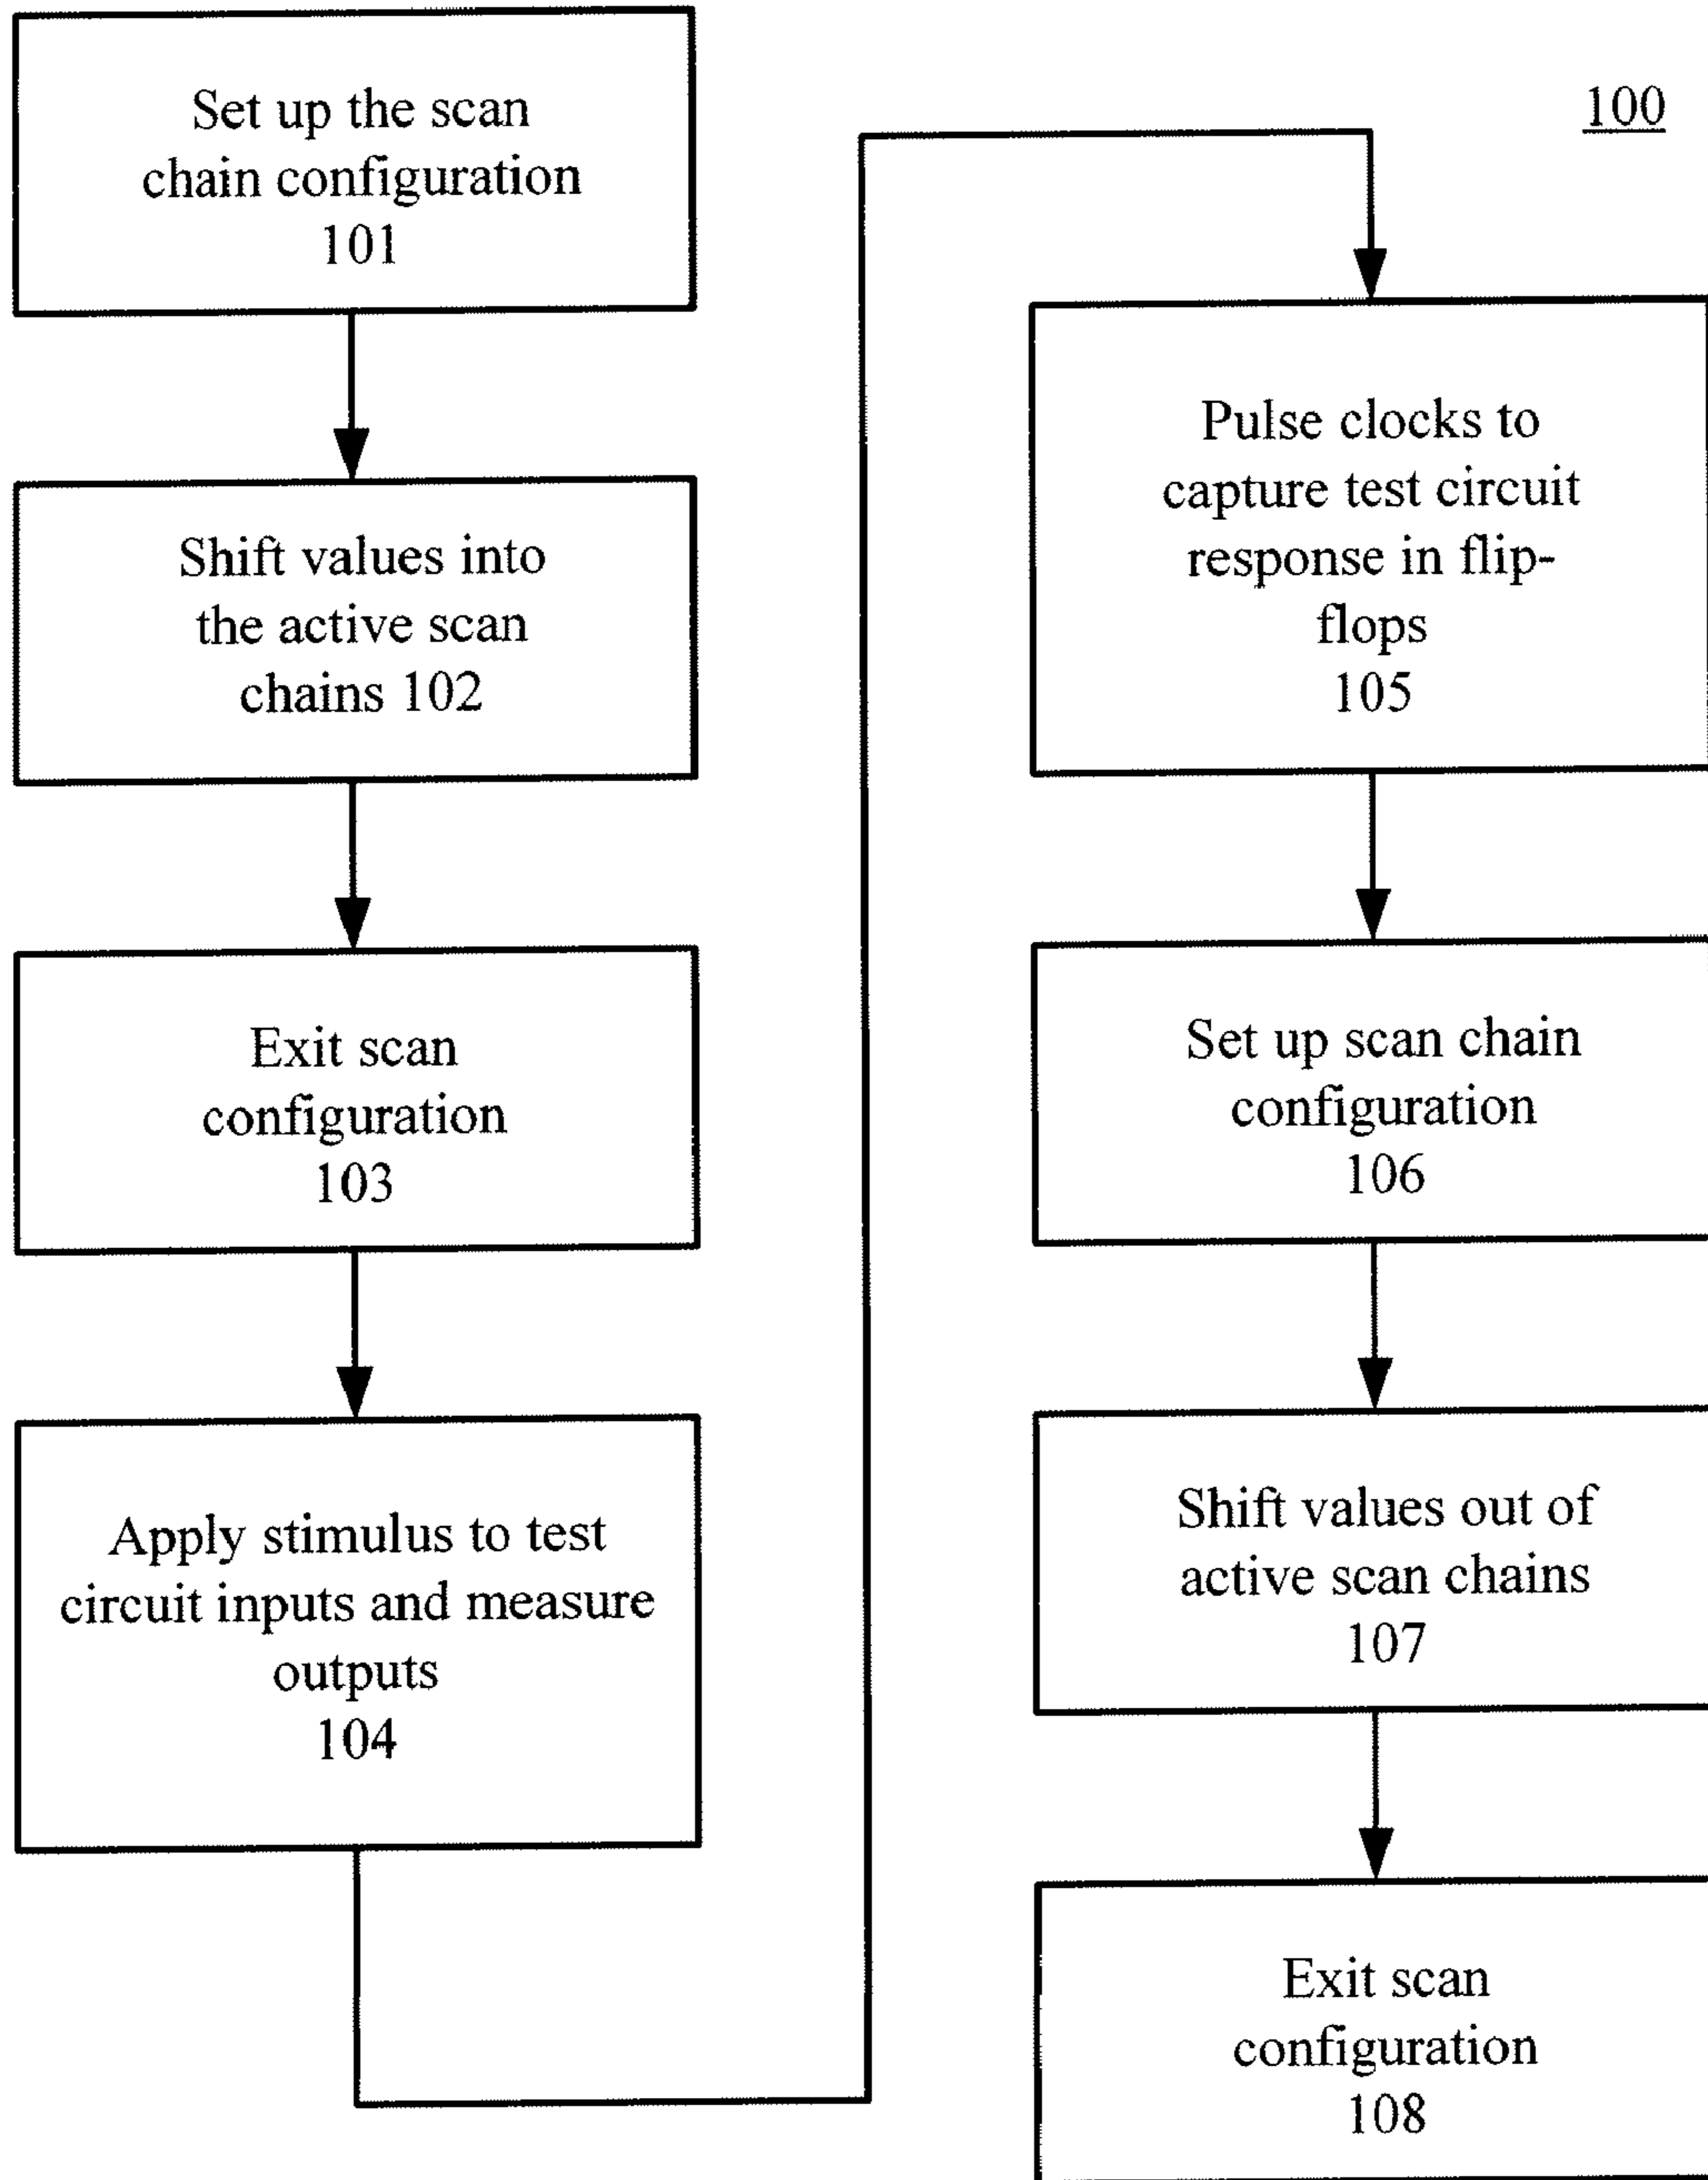 100
Set up the scan
chain configuration
101
Shift values into
the active scan
chains 102
Exit scan
configuration
103
Apply stimulus to test
circuit inputs and measure
outputs
104
Pulse clocks to
capture test circuit
response in flip-
flops
105
Set up scan chain
configuration
106
Shift values out of
active scan chains
107
Exit scan
configuration
108